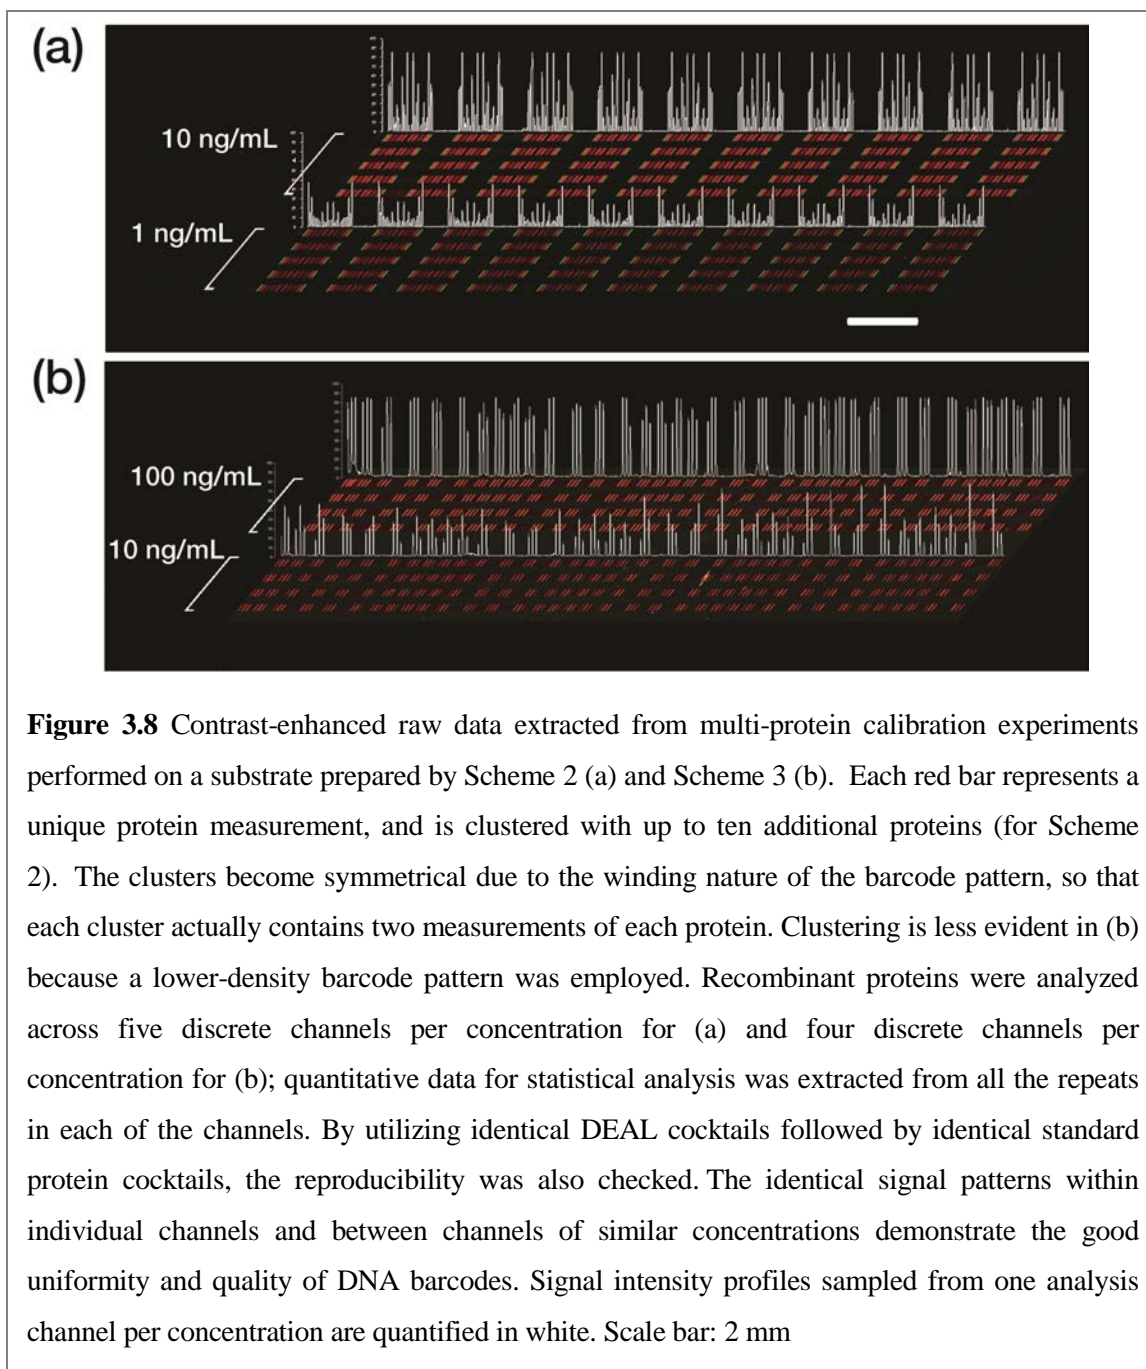 (a)
10 ng/mL
1 ng/mL
(b)
100 ng/mL
10 ng/mL
Figure 3.8 Contrast-enhanced raw data extracted from multi-protein calibration experiments
performed on a substrate prepared by Scheme 2 (a) and Scheme 3 (b). Each red bar represents a
unique protein measurement, and is clustered with up to ten additional proteins (for Scheme
2). The clusters become symmetrical due to the winding nature of the barcode pattern, so that
each cluster actually contains two measurements of each protein. Clustering is less evident in (b)
because a lower-density barcode pattern was employed. Recombinant proteins were analyzed
across five discrete channels per concentration for (a) and four discrete channels per
concentration for (b); quantitative data for statistical analysis was extracted from all the repeats
in each of the channels. By utilizing identical DEAL cocktails followed by identical standard
protein cocktails, the reproducibility was also checked. The identical signal patterns within
individual channels and between channels of similar concentrations demonstrate the good
uniformity and quality of DNA barcodes. Signal intensity profiles sampled from one analysis
channel per concentration are quantified in white. Scale bar: 2 mm